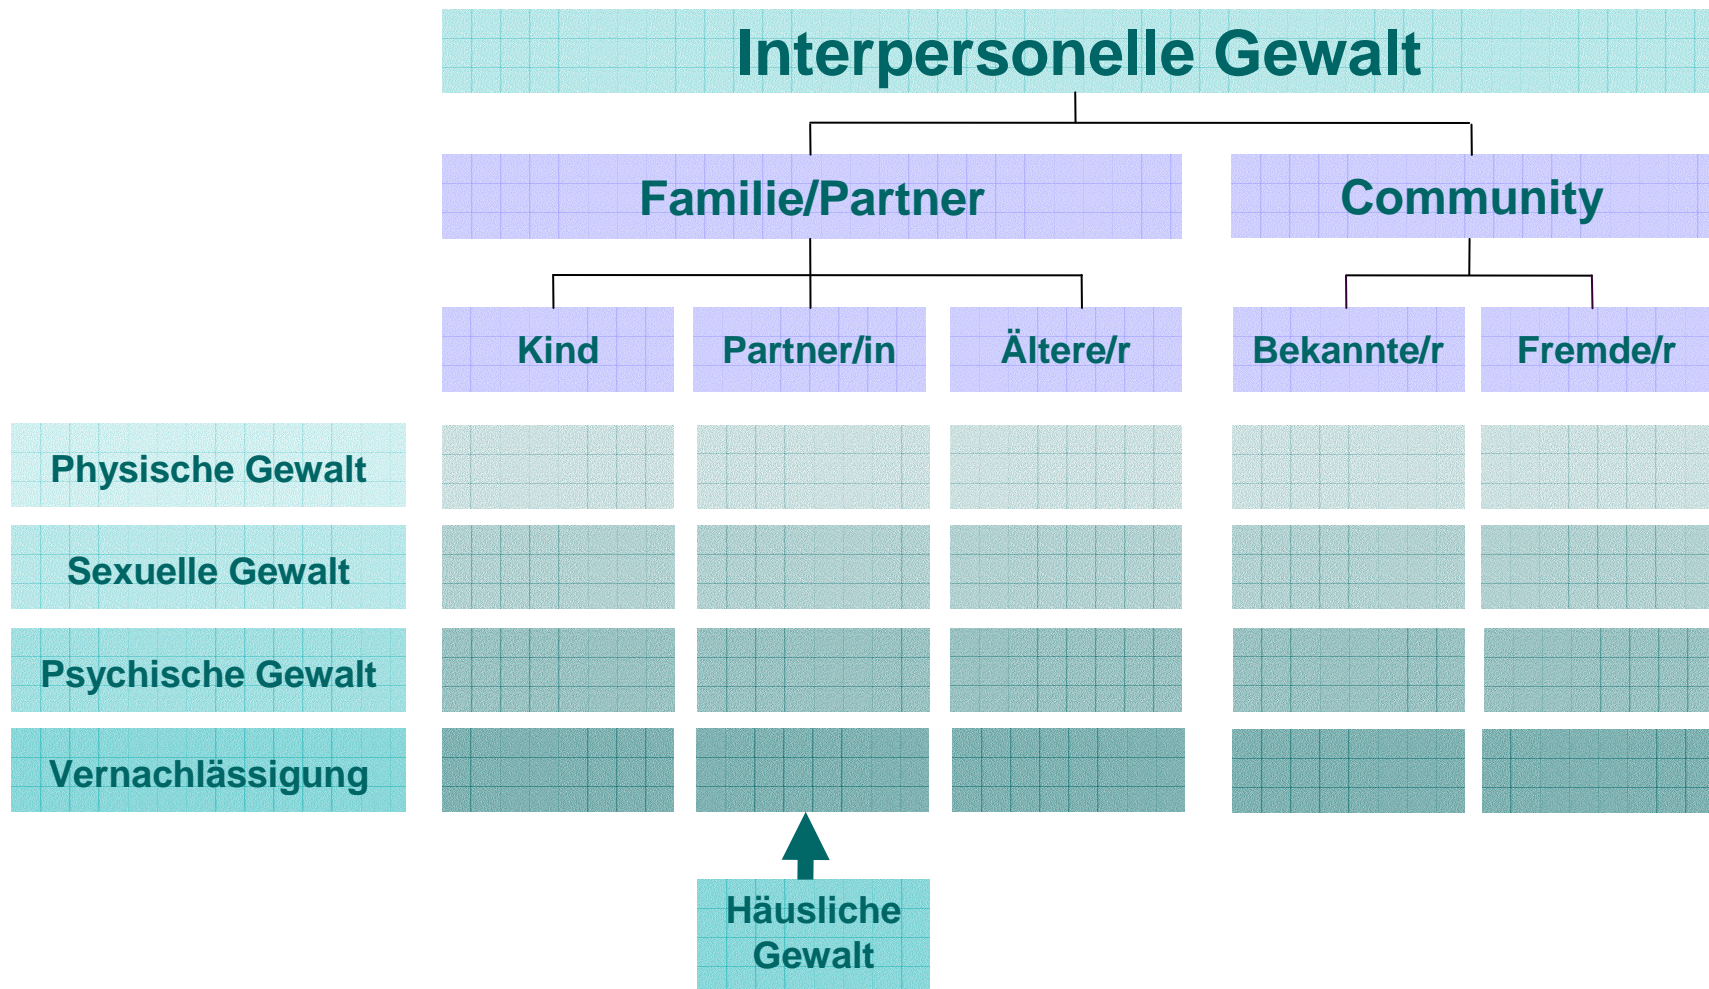 Interpersonelle Gewalt
Familie/Partner
Community
Kind
Partner/in
Ältere/r
Bekannte/r
Fremde/r
Physische Gewalt
Sexuelle Gewalt
Psychische Gewalt
Vernachlässigung
Häusliche
Gewalt